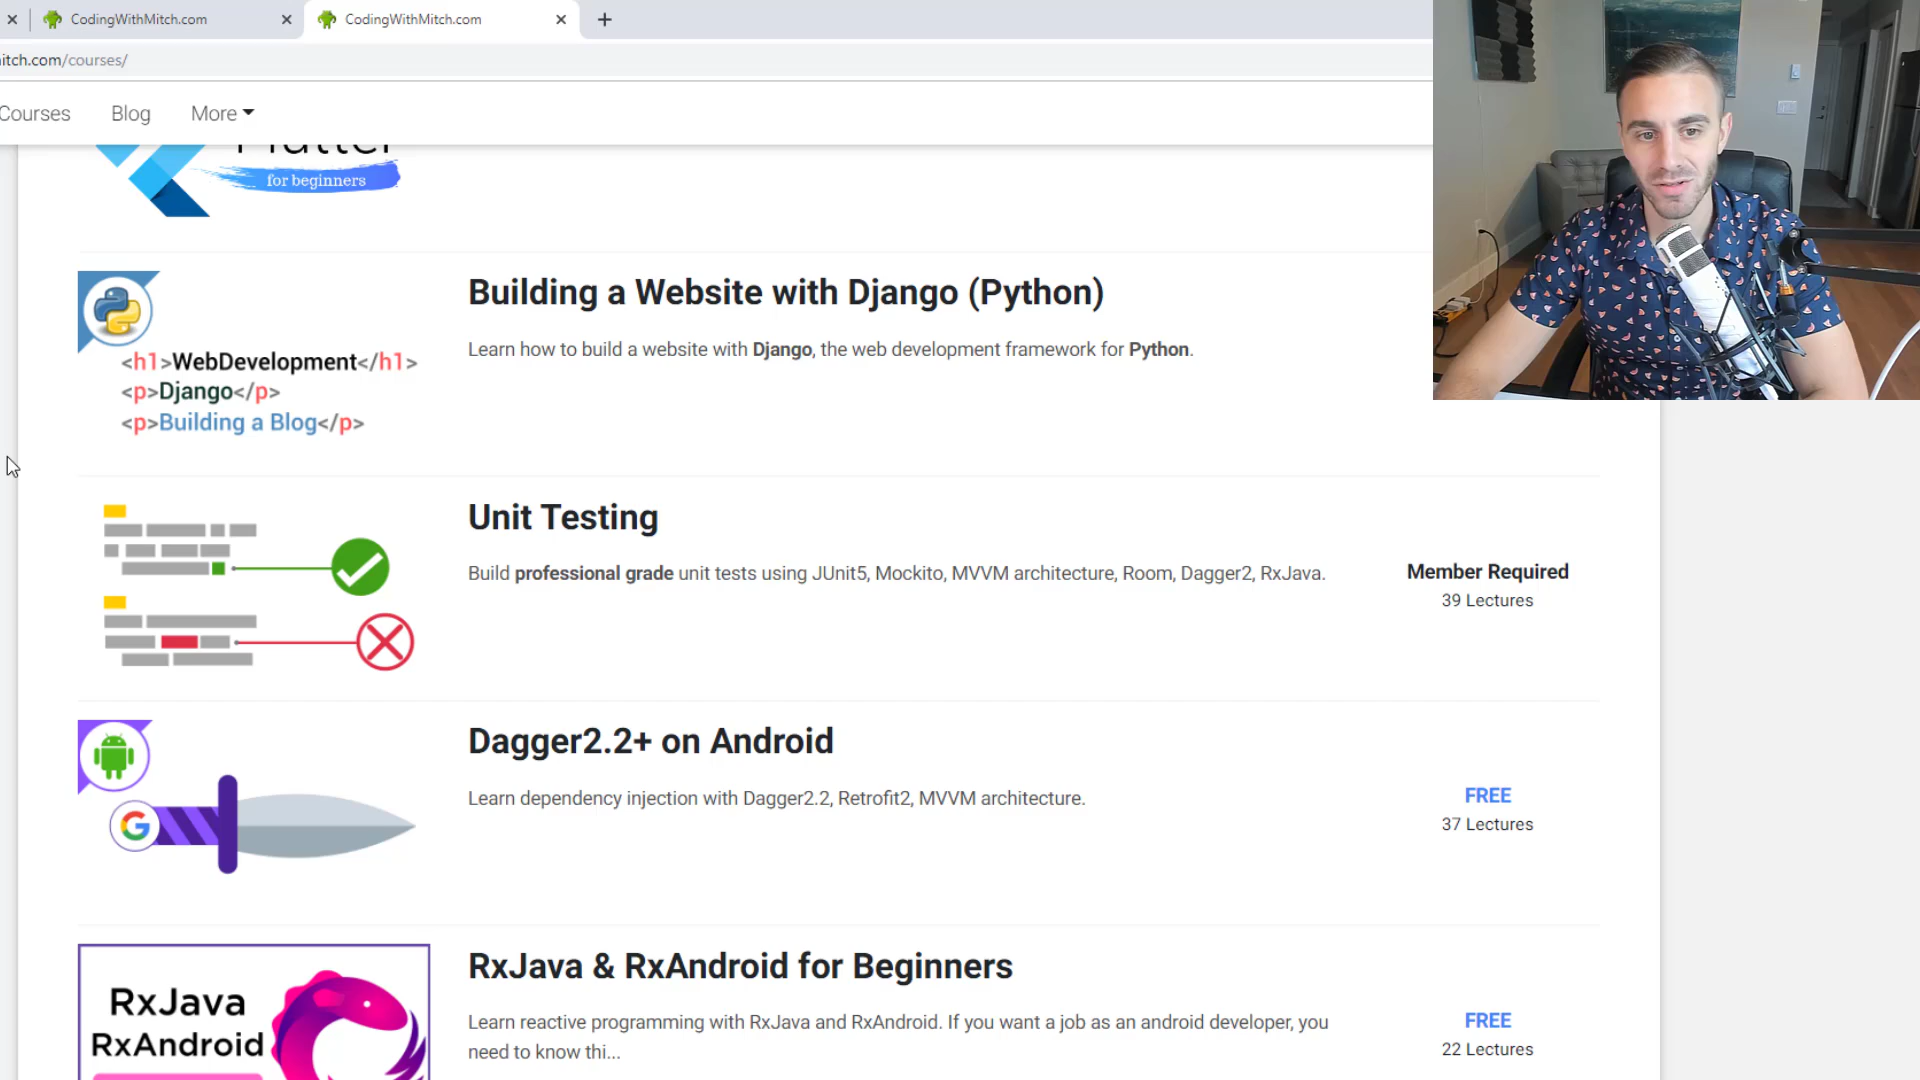 CodingWithMitch.com
CodingWithMitch.com
itch.com/courses/
Courses
Blog
More
Flutter
for beginners
<h1>WebDevelopment</h1>
<p>Django</p>
<p>Building a Blog</p>
Building a Website with Django (Python)
Learn how to build a website with Django, the web development framework for Python.
Unit Testing
Build professional grade unit tests using JUnit5, Mockito, MVVM architecture, Room, Dagger2, RxJava.
Member Required
39 Lectures
G
Dagger2.2+ on Android
Learn dependency injection with Dagger2.2, Retrofit2, MVVM architecture.
FREE
37 Lectures
RxJava
RxAndroid
RxJava & RxAndroid for Beginners
Learn reactive programming with RxJava and RxAndroid. If you want a job as an android developer, you
need to know thi...
FREE
22 Lectures